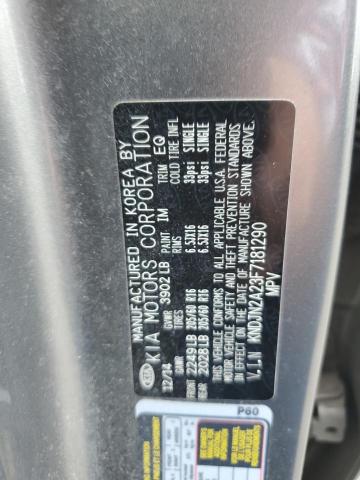 MANUFACTURED IN KOREA BY
KIA MOTORS CORPORATION
12/24 GVWR 3902 LB PAINT IM TRIM EQ
RIMS COLD TIRE INFL
FRONT 2249LB 205/60 R16 6.5JX16 33psi SINGLE
REAR 2028LB 205/60 R16 6.5JX16 33psi SINGLE
THIS VEHICLE CONFORMS TO ALL APPLICABLE U.S.A. FEDERAL
MOTOR VEHICLE SAFETY AND THEFT PREVENTION STANDARDS
IN EFFECT ON THE DATE OF MANUFACTURE SHOWN ABOVE.
V.I.N KNDJN2A23F7181290
MPV
P60